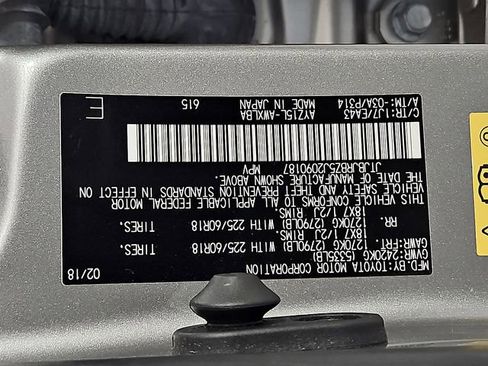 MFD.BY:TOYOTA MOTOR CORPORATION 02/18
GVWR:2420KG (5335LB)
GAWR:FRT: 1270KG (2790LB) WITH 225/60R18 TIRES.
18X7 1/2J RIMS.
RR. 1270KG (2790LB) WITH 225/60R18 TIRES.
18X7 1/2J RIMS.
THIS VEHICLE CONFORMS TO ALL APPLICABLE FEDERAL MOTOR
VEHICLE SAFETY AND THEFT PREVENTION STANDARDS IN EFFECT ON
THE DATE OF MANUFACTURE SHOWN ABOVE.
JTJBJRBZ5J2090187 MPV
C/TR:1J7/EA43 AYZ15L-AWXLBA 615
A/TM:-03A/P314 MADE IN JAPAN E